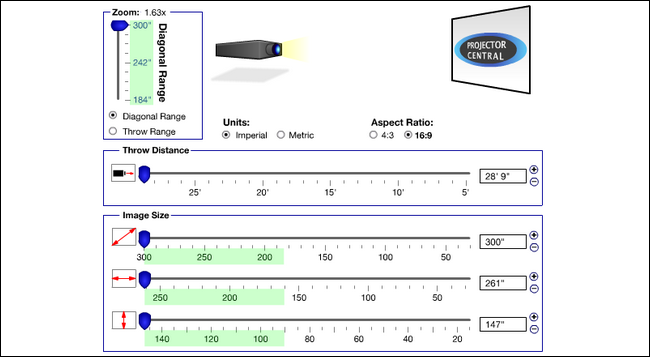 Zoom: 1.63x
300"
242"
184"
Diagonal Range
Diagonal Range
Throw Range
PROJECTOR
CENTRAL
Units:
Imperial Metric
Aspect Ratio:
4:3 16:9
Throw Distance
28' 9"
25' 20' 15' 10' 5'
Image Size
300"
300 250 200 150 100 50
261"
250 200 150 100 50
147"
140 120 100 80 60 40 20